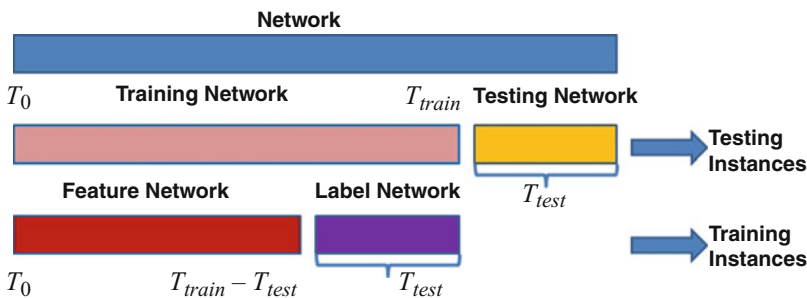 Network
T0 Training Network Ttrain Testing Network
Testing
Instances
Ttest
Feature Network Label Network
Training
Instances
T0 Ttrain – Ttest Ttest